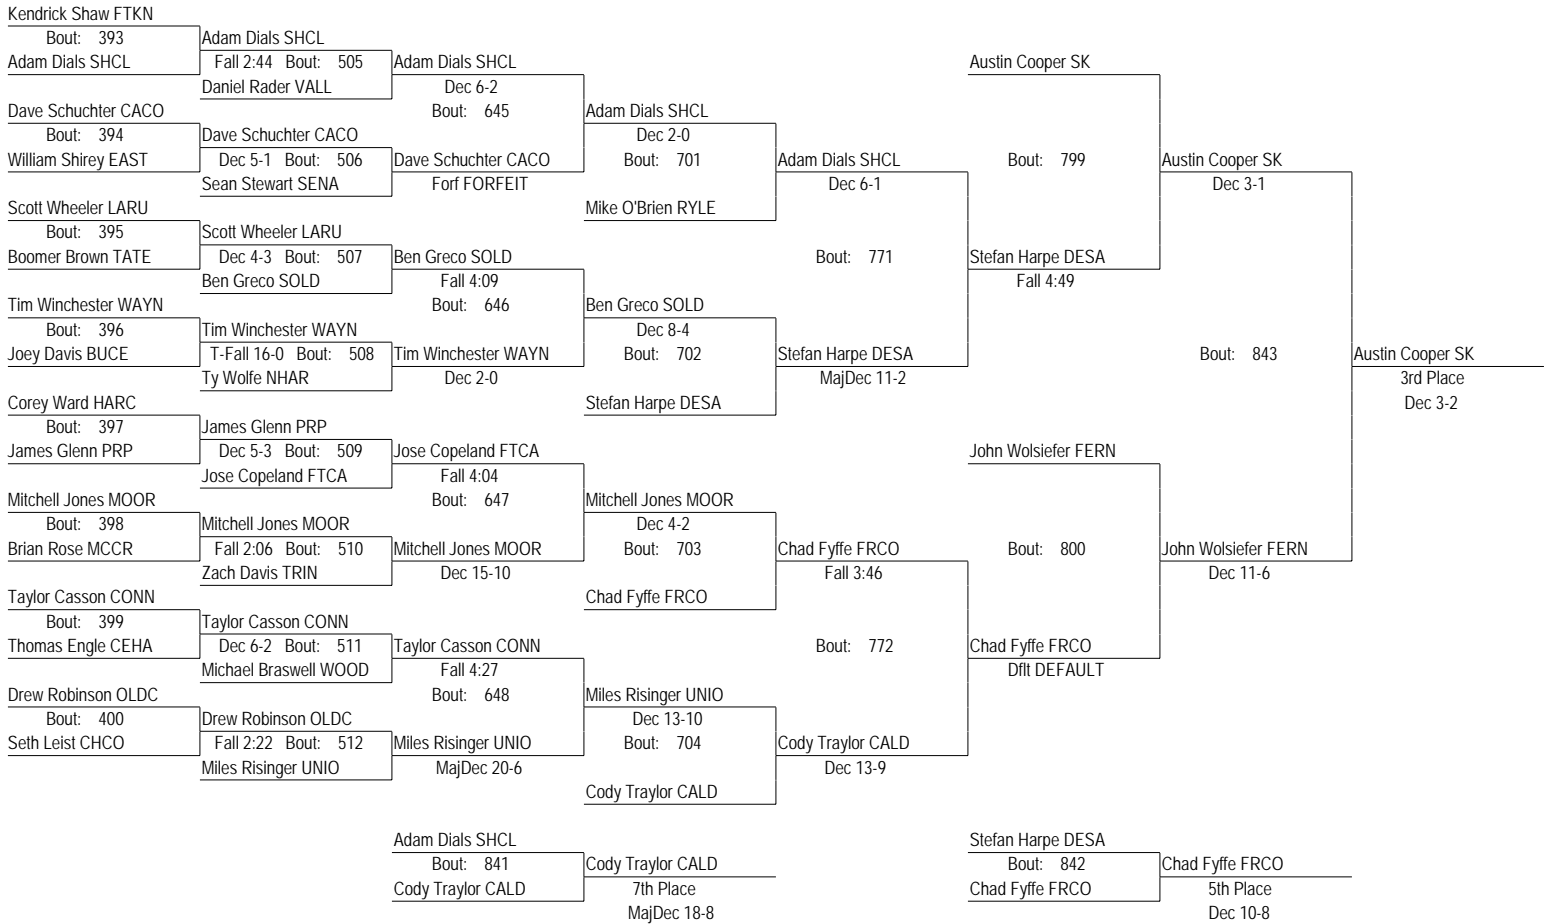 Kendrick Shaw FTKN
Bout: 393
Adam Dials SHCL
Dave Schuchter CACO
Bout: 394
William Shirey EAST
Scott Wheeler LARU
Bout: 395
Boomer Brown TATE
Tim Winchester WAYN
Bout: 396
Joey Davis BUCE
Corey Ward HARC
Bout: 397
James Glenn PRP
Mitchell Jones MOOR
Bout: 398
Brian Rose MCCR
Taylor Casson CONN
Bout: 399
Thomas Engle CEHA
Drew Robinson OLDC
Bout: 400
Seth Leist CHCO
Adam Dials SHCL
Fall 2:44 Bout: 505
Daniel Rader VALL
Dave Schuchter CACO
Dec 5-1 Bout: 506
Sean Stewart SENA
Scott Wheeler LARU
Dec 4-3 Bout: 507
Ben Greco SOLD
Tim Winchester WAYN
T-Fall 16-0 Bout: 508
Ty Wolfe NHAR
James Glenn PRP
Dec 5-3 Bout: 509
Jose Copeland FTCA
Mitchell Jones MOOR
Fall 2:06 Bout: 510
Zach Davis TRIN
Taylor Casson CONN
Dec 6-2 Bout: 511
Michael Braswell WOOD
Drew Robinson OLDC
Fall 2:22 Bout: 512
Miles Risinger UNIO
Adam Dials SHCL
Dec 6-2
Bout: 645
Dave Schuchter CACO
Forf FORFEIT
Ben Greco SOLD
Fall 4:09
Bout: 646
Tim Winchester WAYN
Dec 2-0
Jose Copeland FTCA
Fall 4:04
Bout: 647
Mitchell Jones MOOR
Dec 15-10
Taylor Casson CONN
Fall 4:27
Bout: 648
Miles Risinger UNIO
MajDec 20-6
Adam Dials SHCL
Dec 2-0
Bout: 701
Mike O'Brien RYLE
Ben Greco SOLD
Dec 8-4
Bout: 702
Stefan Harpe DESA
Mitchell Jones MOOR
Dec 4-2
Bout: 703
Chad Fyffe FRCO
Miles Risinger UNIO
Dec 13-10
Bout: 704
Cody Traylor CALD
Adam Dials SHCL
Dec 6-1
Bout: 771
Stefan Harpe DESA
MajDec 11-2
Chad Fyffe FRCO
Fall 3:46
Bout: 772
Cody Traylor CALD
Dec 13-9
Austin Cooper SK
Bout: 799
Stefan Harpe DESA
Fall 4:49
John Wolsiefer FERN
Bout: 800
Chad Fyffe FRCO
Dflt DEFAULT
Austin Cooper SK
Dec 3-1
Bout: 843
John Wolsiefer FERN
Dec 11-6
Austin Cooper SK
3rd Place
Dec 3-2
Adam Dials SHCL
Bout: 841
Cody Traylor CALD
Cody Traylor CALD
7th Place
MajDec 18-8
Stefan Harpe DESA
Bout: 842
Chad Fyffe FRCO
Chad Fyffe FRCO
5th Place
Dec 10-8